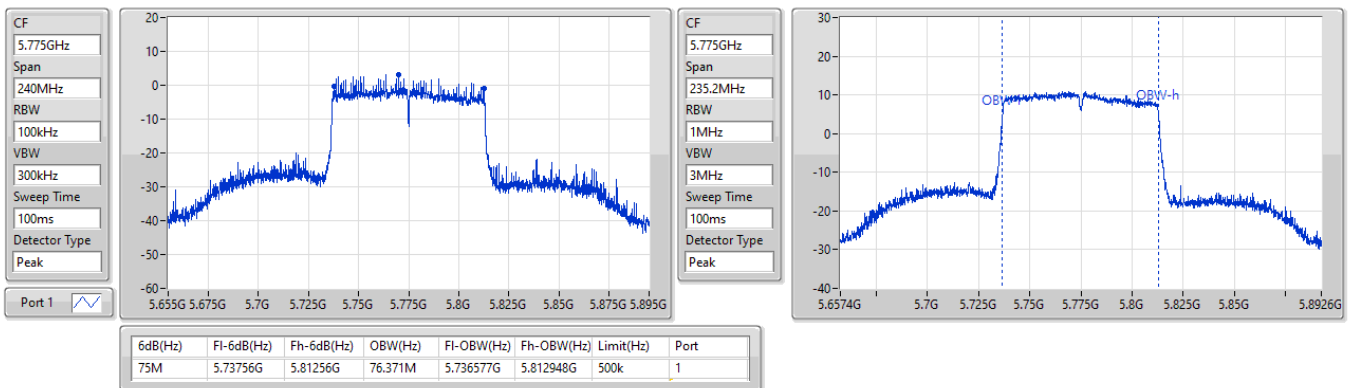 CF
5.775GHz
Span
240MHz
RBW
100kHz
VBW
300kHz
Sweep Time
100ms
Detector Type
Peak
Port 1
20
10
0
-10
-20
-30
-40
-50
-60
5.655G 5.675G 5.7G 5.725G 5.75G 5.775G 5.8G 5.825G 5.85G 5.875G 5.895G
CF
5.775GHz
Span
235.2MHz
RBW
1MHz
VBW
3MHz
Sweep Time
100ms
Detector Type
Peak
30
20
10
0
-10
-20
-30
-40
OBW-h
5.6574G 5.7G 5.725G 5.75G 5.775G 5.8G 5.825G 5.85G 5.8926G
6dB(Hz) Fl-6dB(Hz) Fh-6dB(Hz) OBW(Hz) Fl-OBW(Hz) Fh-OBW(Hz) Limit(Hz) Port
75M 5.73756G 5.81256G 76.371M 5.736577G 5.812948G 500k 1